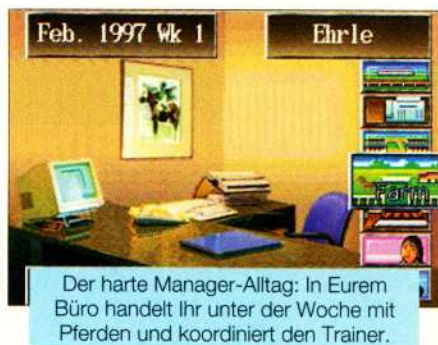 Feb. 1997 Wk 1
Ehrle
Farm
Der harte Manager-Alltag: In Eurem
Büro handelt Ihr unter der Woche mit
Pferden und koordiniert den Trainer.